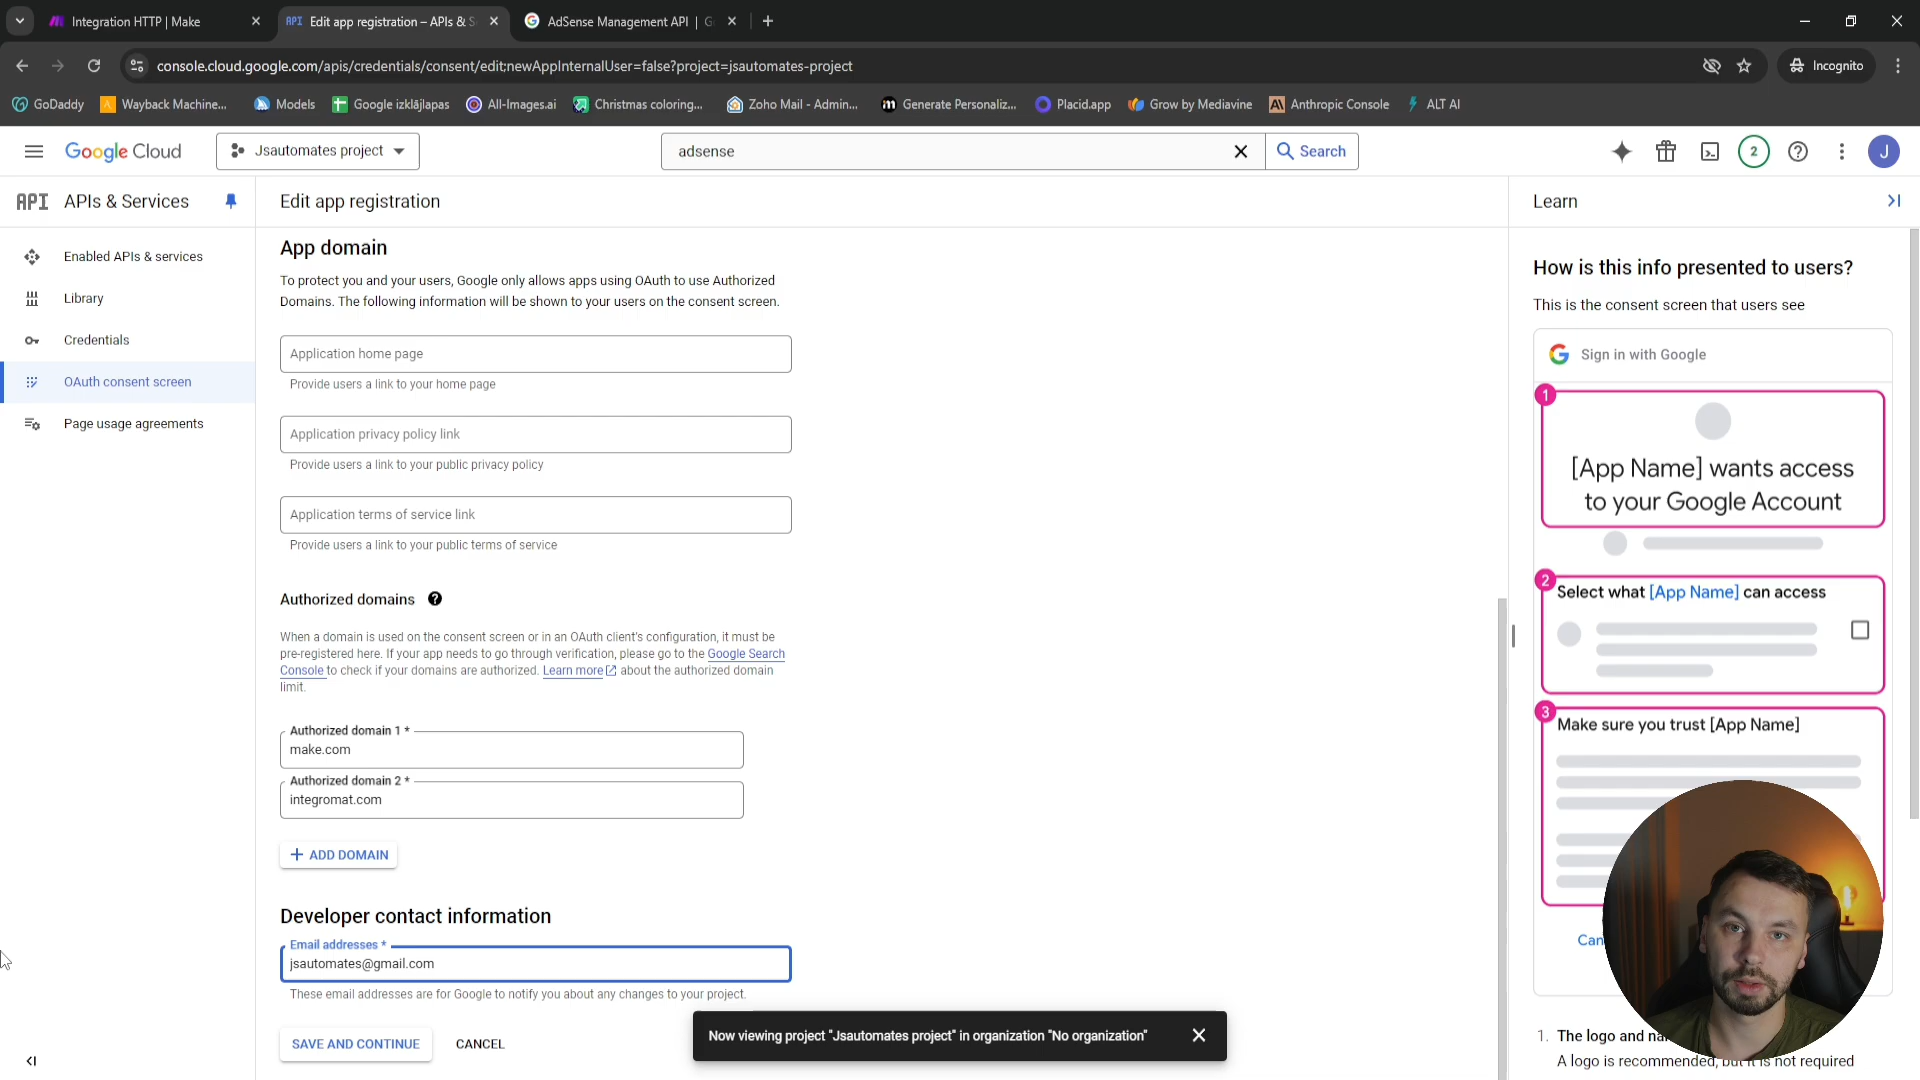 Integration HTTP | Make
API Edit app registration – APIs & S
AdSense Management API | G
console.cloud.google.com/apis/credentials/consent/edit;newAppInternalUser=false?project=jsautomates-project
Incognito
GoDaddy
Wayback Machine...
Models
Google izklājlapas
All-Images.ai
Christmas coloring...
Zoho Mail - Admin...
Generate Personaliz...
Placid.app
Grow by Mediavine
Anthropic Console
ALT AI
Google Cloud
Jsautomates project
adsense
Search
2
J
API APIs & Services
Edit app registration
Learn
Enabled APIs & services
Library
Credentials
OAuth consent screen
Page usage agreements
App domain
To protect you and your users, Google only allows apps using OAuth to use Authorized
Domains. The following information will be shown to your users on the consent screen.
Application home page
Provide users a link to your home page
Application privacy policy link
Provide users a link to your public privacy policy
Application terms of service link
Provide users a link to your public terms of service
Authorized domains
When a domain is used on the consent screen or in an OAuth client's configuration, it must be
pre-registered here. If your app needs to go through verification, please go to the Google Search
Console to check if your domains are authorized. Learn more about the authorized domain
limit.
Authorized domain 1 *
make.com
Authorized domain 2 *
integromat.com
+ ADD DOMAIN
Developer contact information
Email addresses *
jsautomates@gmail.com
These email addresses are for Google to notify you about any changes to your project.
SAVE AND CONTINUE
CANCEL
Now viewing project "Jsautomates project" in organization "No organization"
How is this info presented to users?
This is the consent screen that users see
Sign in with Google
1
[App Name] wants access
to your Google Account
2
Select what [App Name] can access
3
Make sure you trust [App Name]
Can
1. The logo and na
A logo is recommended, but it is not required